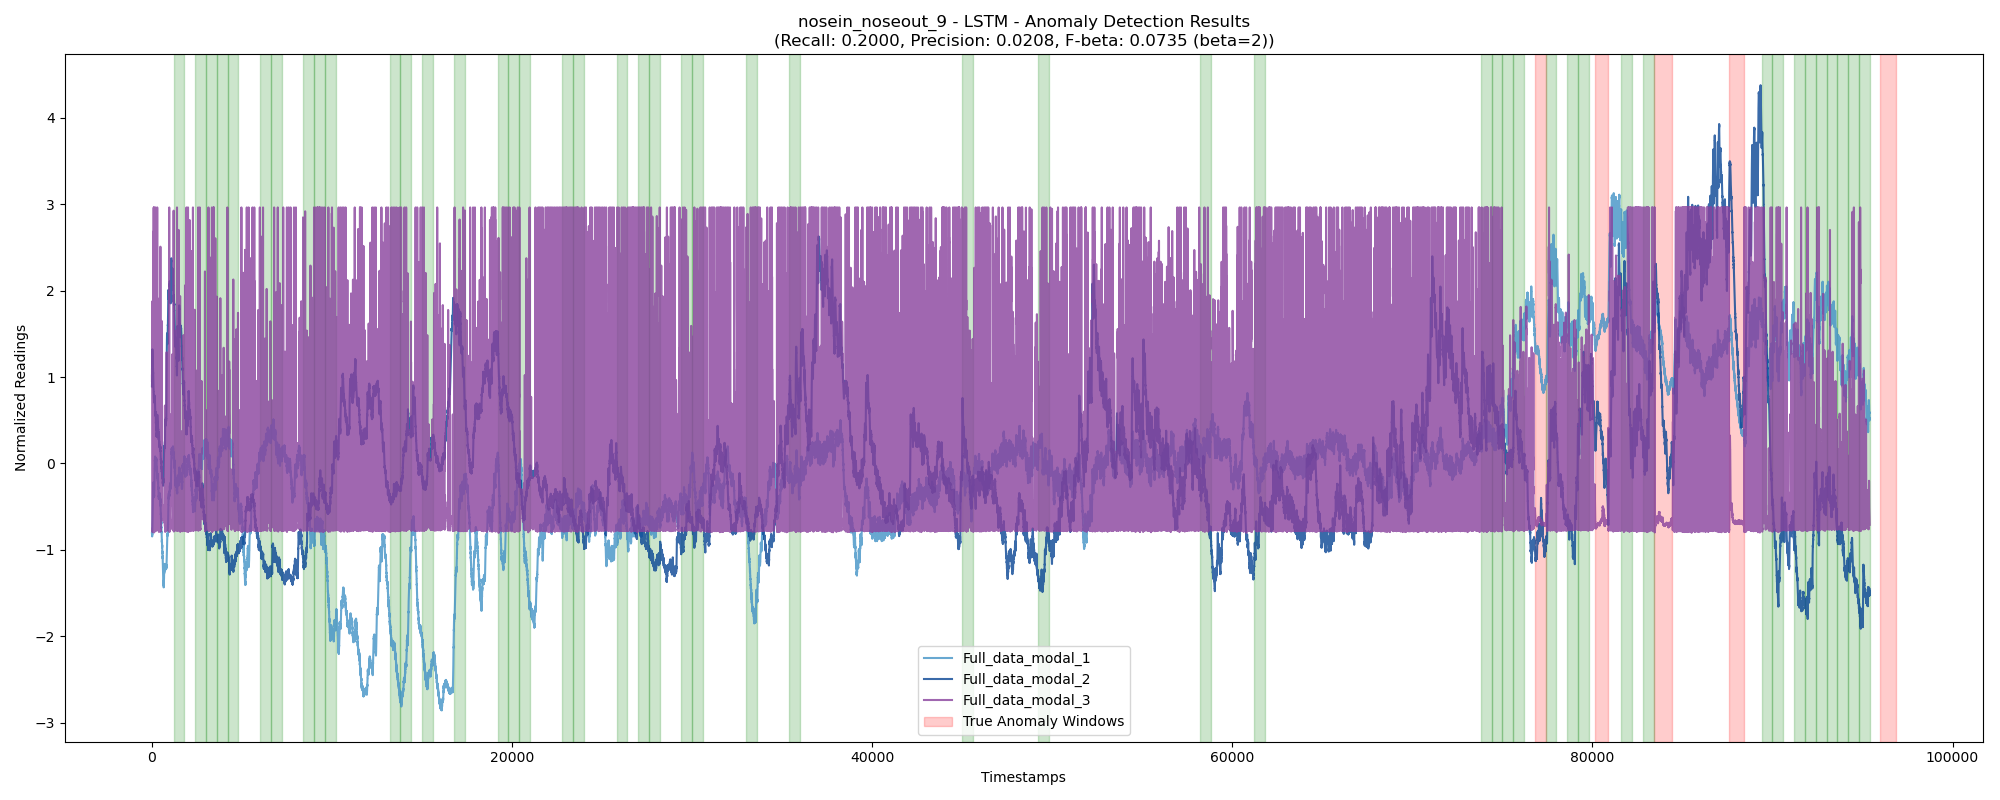 nosein_noseout_9 - LSTM - Anomaly Detection Results
(Recall: 0.2000, Precision: 0.0208, F-beta: 0.0735 (beta=2))
Normalized Readings
4
3
2
1
0
−1
−2
−3
Full_data_modal_1
Full_data_modal_2
Full_data_modal_3
True Anomaly Windows
0
20000
40000
60000
80000
100000
Timestamps